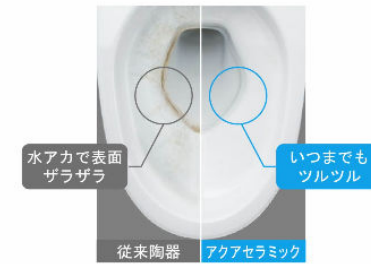 水アカで表面
ザラザラ
いつまでも
ツルツル
従来陶器
アクアセラミック